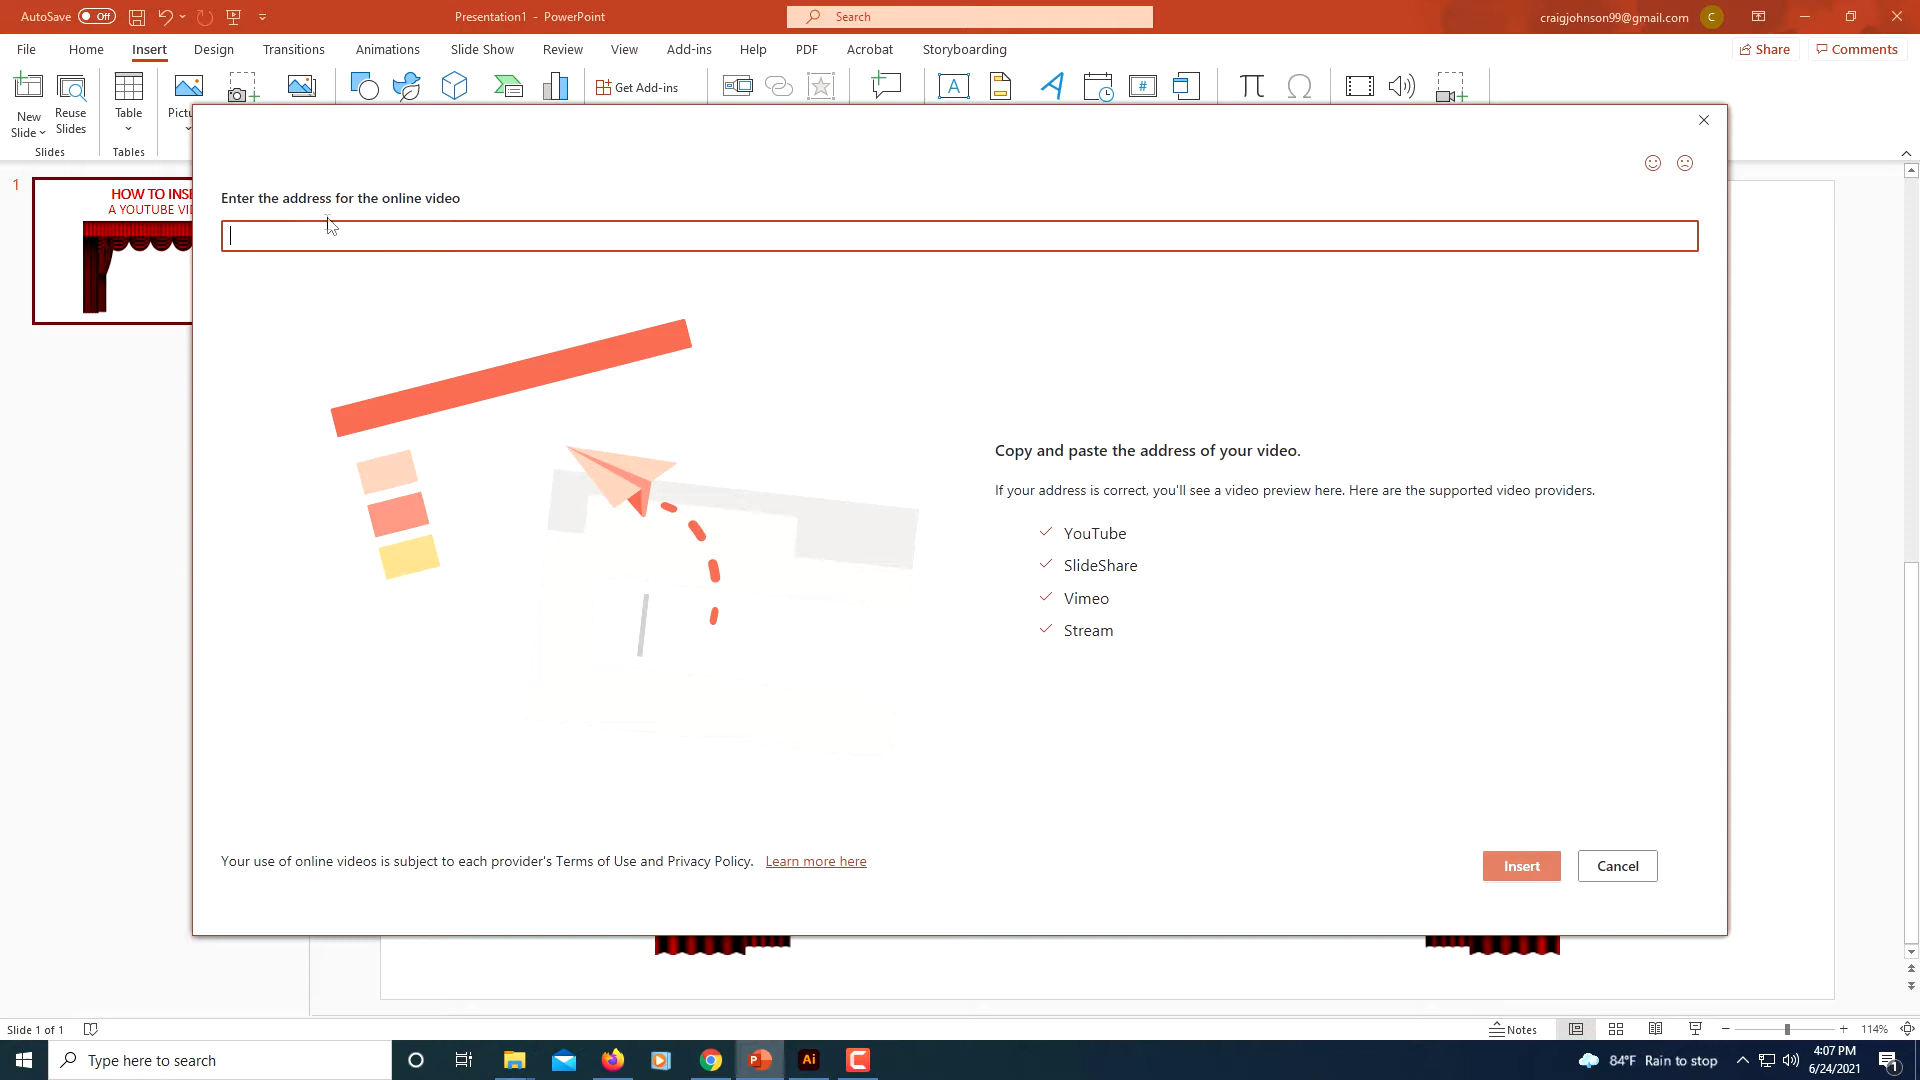 AutoSave Off
Presentation1 - PowerPoint
Search
craigjohnson99@gmail.com C
File Home Insert Design Transitions Animations Slide Show Review View Add-ins Help PDF Acrobat Storyboarding
Share Comments
New Slide
Reuse Slides
Table
Get Add-ins
Slides
Tables
1
HOW TO INSE
A YOUTUBE VI
Enter the address for the online video
Copy and paste the address of your video.
If your address is correct, you'll see a video preview here. Here are the supported video providers.
YouTube
SlideShare
Vimeo
Stream
Your use of online videos is subject to each provider's Terms of Use and Privacy Policy. Learn more here
Insert Cancel
Slide 1 of 1
Notes
114%
Type here to search
P
Ai
C
84°F Rain to stop
4:07 PM
6/24/2021
1